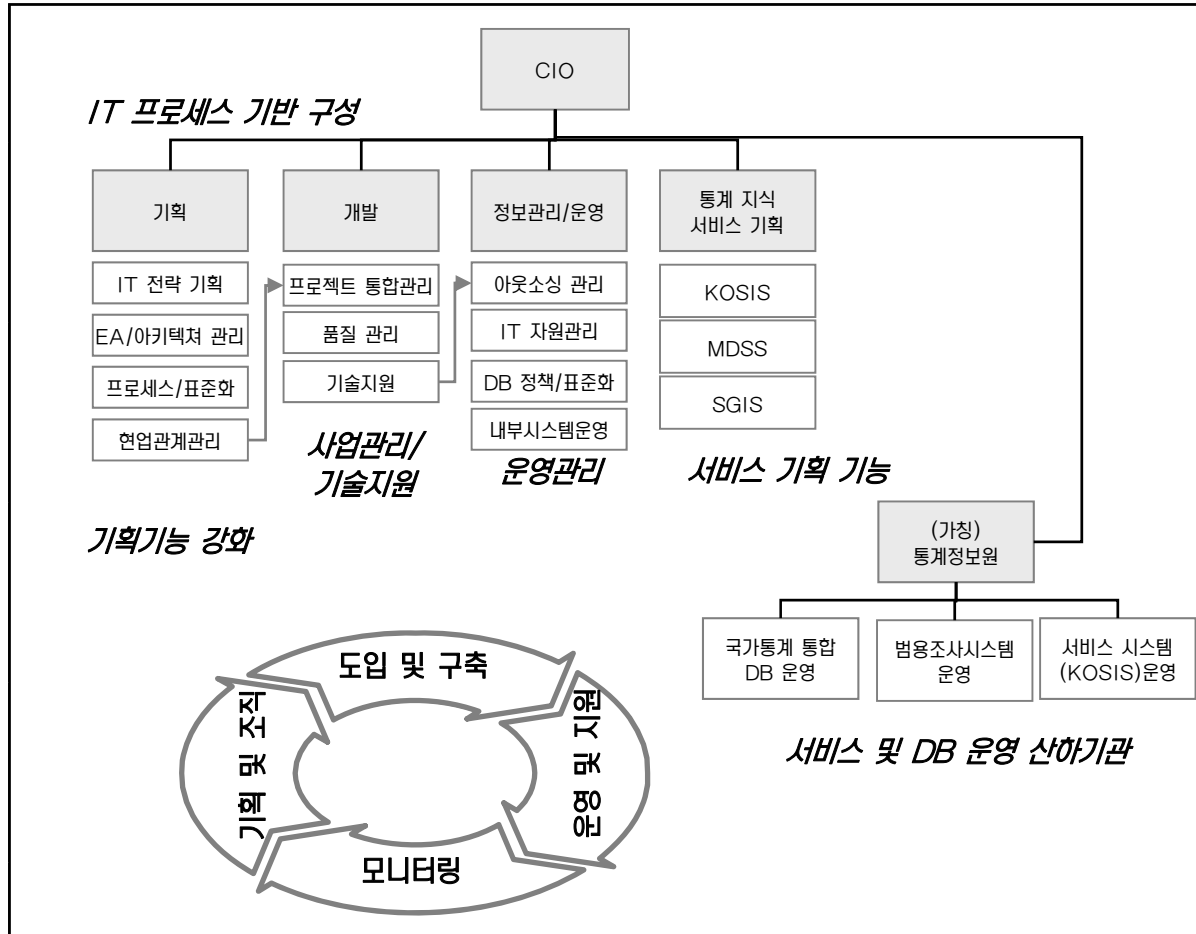 CIO
IT 프로세스 기반 구성
기획
IT 전략 기획
EA/아키텍쳐 관리
프로세스/표준화
현업관계관리
기획기능 강화
개발
프로젝트 통합관리
품질 관리
기술지원
사업관리/
기술지원
정보관리/운영
아웃소싱 관리
IT 자원관리
DB 정책/표준화
내부시스템운영
운영관리
통계 지식
서비스 기획
KOSIS
MDSS
SGIS
서비스 기획 기능
(가칭)
통계정보원
국가통계 통합
DB 운영
범용조사시스템
운영
서비스 시스템
(KOSIS)운영
서비스 및 DB 운영 산하기관
도입 및 구축
기획 및 조직
운영 및 지원
모니터링